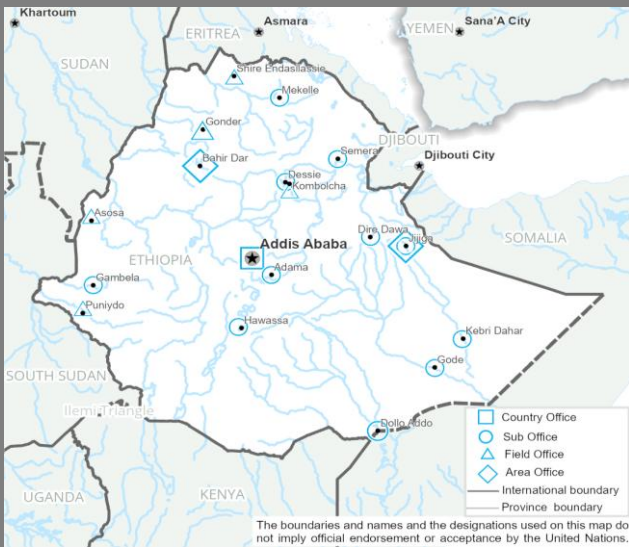 Khartoum
Asmara
Sana'A City
ERITREA
YEMEN
SUDAN
Shire Endasilassie
Mekelle
Gonder
Semera
DJIBOUTI
Bahir Dar
Djibouti City
Dessie
Kombolcha
Asosa
Dire Dawa
Jijiga
SOMALIA
Addis Ababa
ETHIOPIA
Adama
Gambela
Puniydo
Hawassa
Kebri Dahar
Gode
SOUTH SUDAN
Ilemi Triangle
Dollo Addo
UGANDA
KENYA
Country Office
Sub Office
Field Office
Area Office
International boundary
Province boundary
The boundaries and names and the designations used on this map do
not imply official endorsement or acceptance by the United Nations.